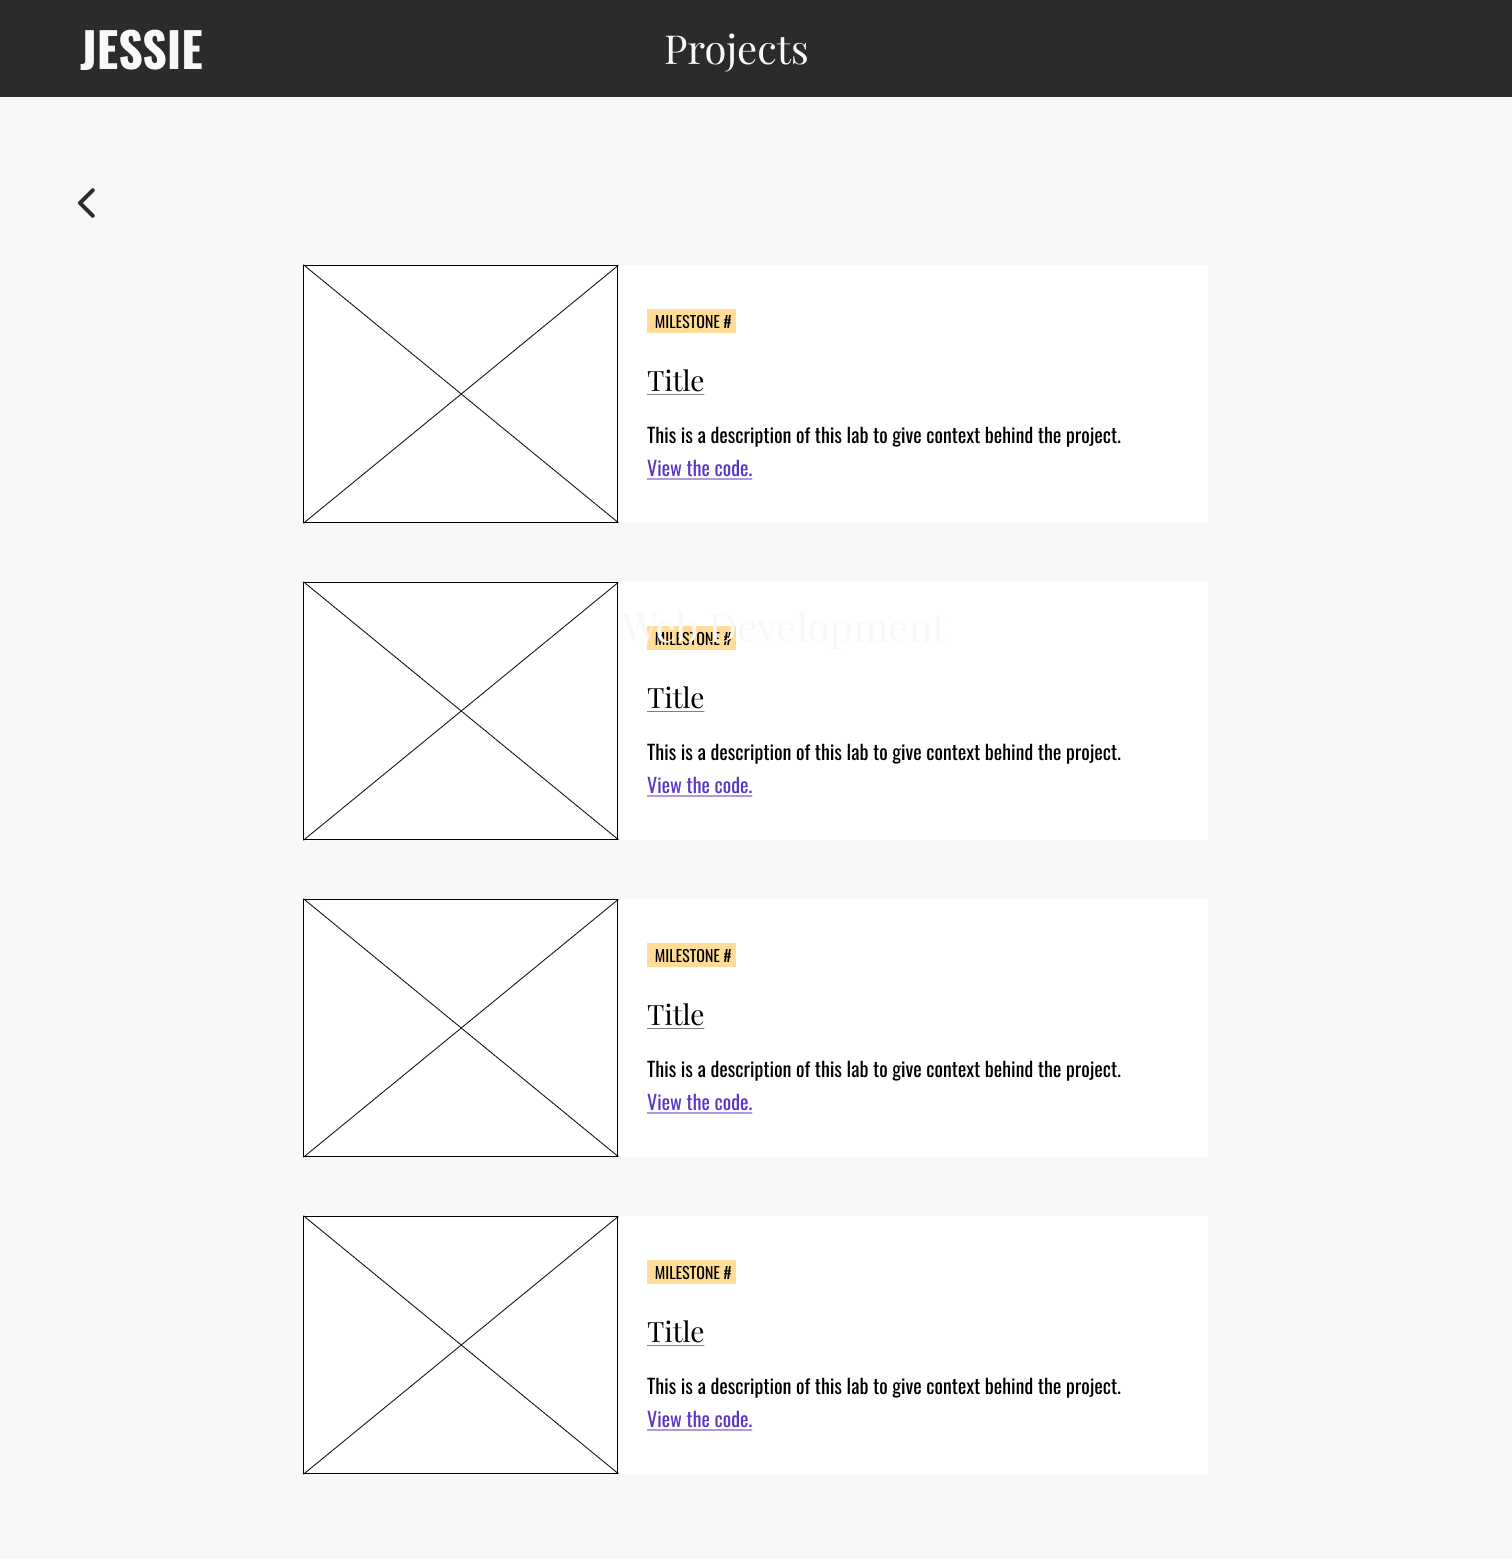 JESSIE
Projects
MILESTONE #
Title
This is a description of this lab to give context behind the project.
View the code.
Web Development
MILESTONE #
Title
This is a description of this lab to give context behind the project.
View the code.
MILESTONE #
Title
This is a description of this lab to give context behind the project.
View the code.
MILESTONE #
Title
This is a description of this lab to give context behind the project.
View the code.